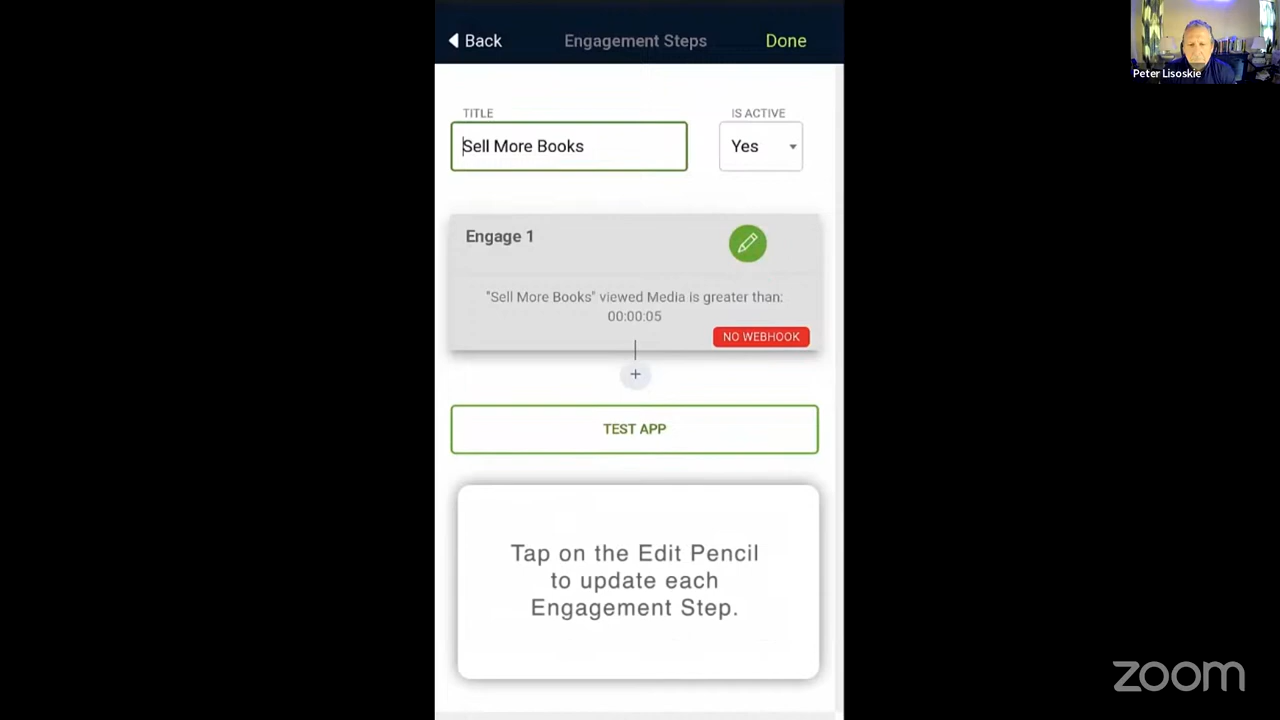 Back
Engagement Steps
Done
TITLE
IS ACTIVE
Sell More Books
Yes
Engage 1
"Sell More Books" viewed Media is greater than:
00:00:05
NO WEBHOOK
+
TEST APP
Tap on the Edit Pencil
to update each
Engagement Step.
Peter Lisoskie
zoom